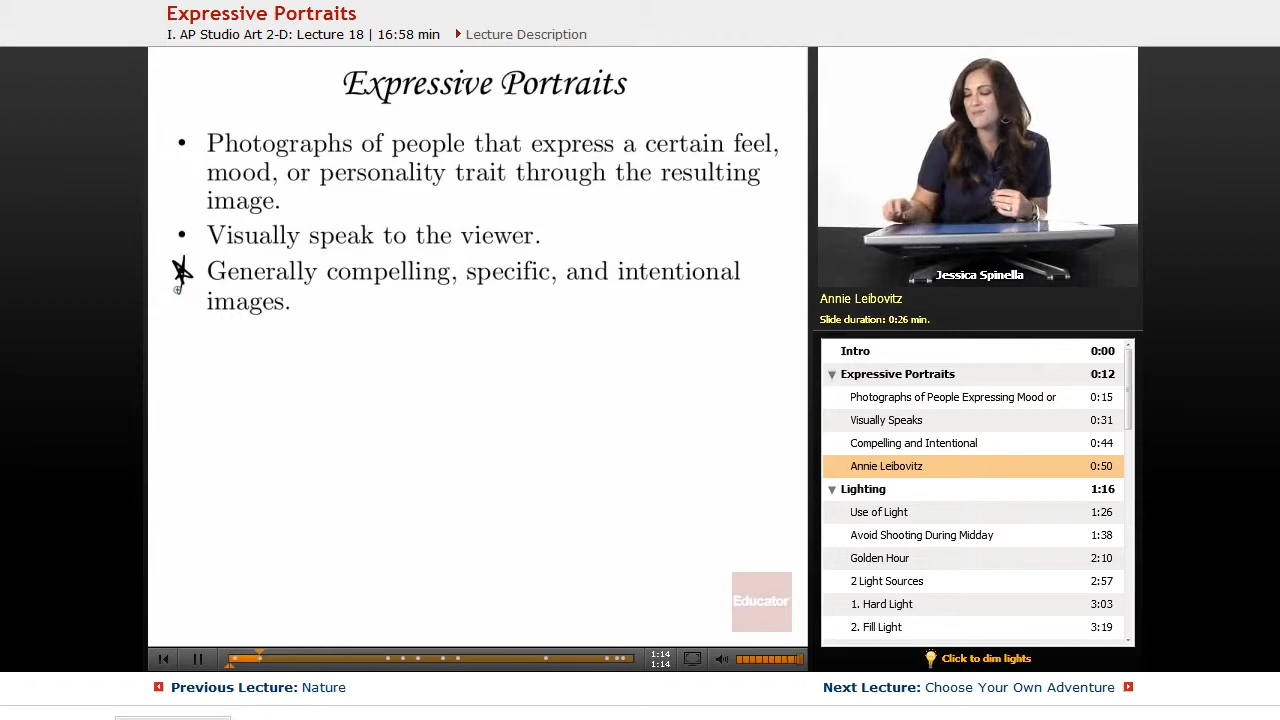 Expressive Portraits
I. AP Studio Art 2-D: Lecture 18 | 16:58 min
Lecture Description
Expressive Portraits
• Photographs of people that express a certain feel,
mood, or personality trait through the resulting
image.
• Visually speak to the viewer.
Generally compelling, specific, and intentional
images.
Educator
Jessica Spinella
Annie Leibovitz
Slide duration: 0:26 min.
Intro 0:00
Expressive Portraits 0:12
Photographs of People Expressing Mood or 0:15
Visually Speaks 0:31
Compelling and Intentional 0:44
Annie Leibovitz 0:50
Lighting 1:16
Use of Light 1:26
Avoid Shooting During Midday 1:38
Golden Hour 2:10
2 Light Sources 2:57
1. Hard Light 3:03
2. Fill Light 3:19
1:14
1:14
Click to dim lights
Previous Lecture: Nature
Next Lecture: Choose Your Own Adventure